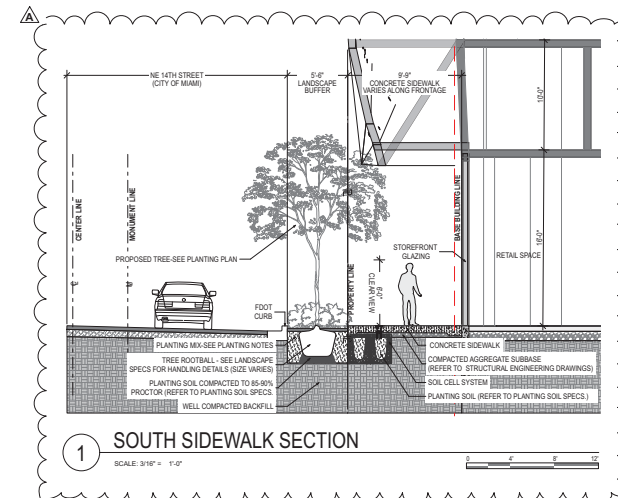 A
NE 14TH STREET
(CITY OF MIAMI)
5'-6"
LANDSCAPE
BUFFER
9'-9"
CONCRETE SIDEWALK
VARIES ALONG FRONTAGE
10'-0"
CENTER LINE
MONUMENT LINE
PROPERTY LINE
BASE BUILDING LINE
16'-0"
PROPOSED TREE-SEE PLANTING PLAN
STOREFRONT
GLAZING
RETAIL SPACE
6'-0"
CLEAR VIEW
FDOT
CURB
PLANTING MIX-SEE PLANTING NOTES
TREE ROOTBALL - SEE LANDSCAPE
SPECS FOR HANDLING DETAILS (SIZE VARIES)
PLANTING SOIL COMPACTED TO 85-90%
PROCTOR (REFER TO PLANTING SOIL SPECS.
WELL COMPACTED BACKFILL
CONCRETE SIDEWALK
COMPACTED AGGREGATE SUBBASE
(REFER TO STRUCTURAL ENGINEERING DRAWINGS)
SOIL CELL SYSTEM
PLANTING SOIL (REFER TO PLANTING SOIL SPECS.)
1
SOUTH SIDEWALK SECTION
SCALE: 3/16" = 1'-0"
0 4' 8' 12'